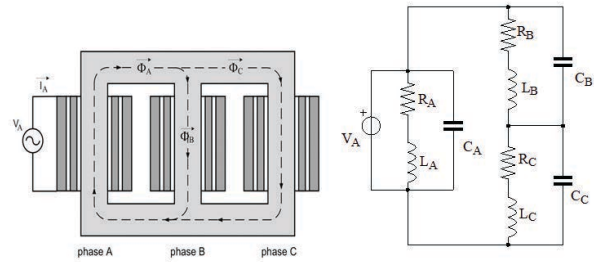 Φ_A
Φ_C
I_A
V_A
Φ_B
phase A
phase B
phase C
+
V_A
R_A
L_A
C_A
R_B
L_B
C_B
R_C
L_C
C_C